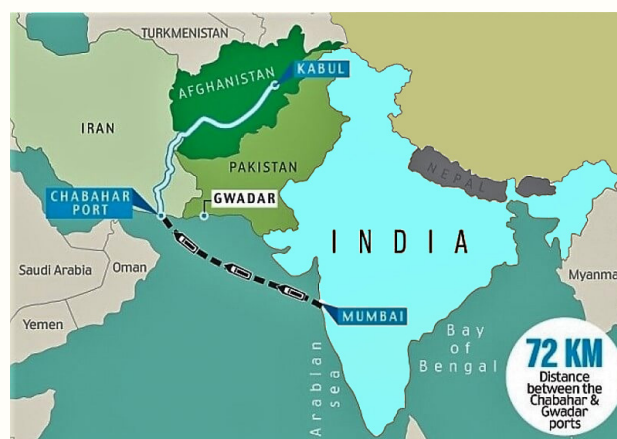 TURKMENISTAN
AFGHANISTAN
KABUL
IRAN
PAKISTAN
NEPAL
CHABAHAR
PORT
GWADAR
INDIA
Saudi Arabia
Oman
Myanma
MUMBAI
Yemen
Arabian
sea
Bay
of
Bengal
72 KM
Distance
between the
Chabahar &
Gwadar
ports